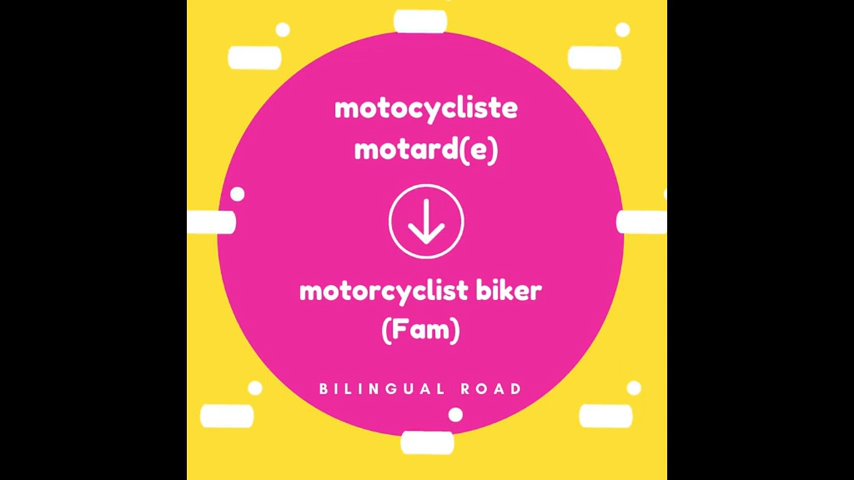 motocycliste
motard(e)
motorcyclist biker
(Fam)
BILINGUAL ROAD